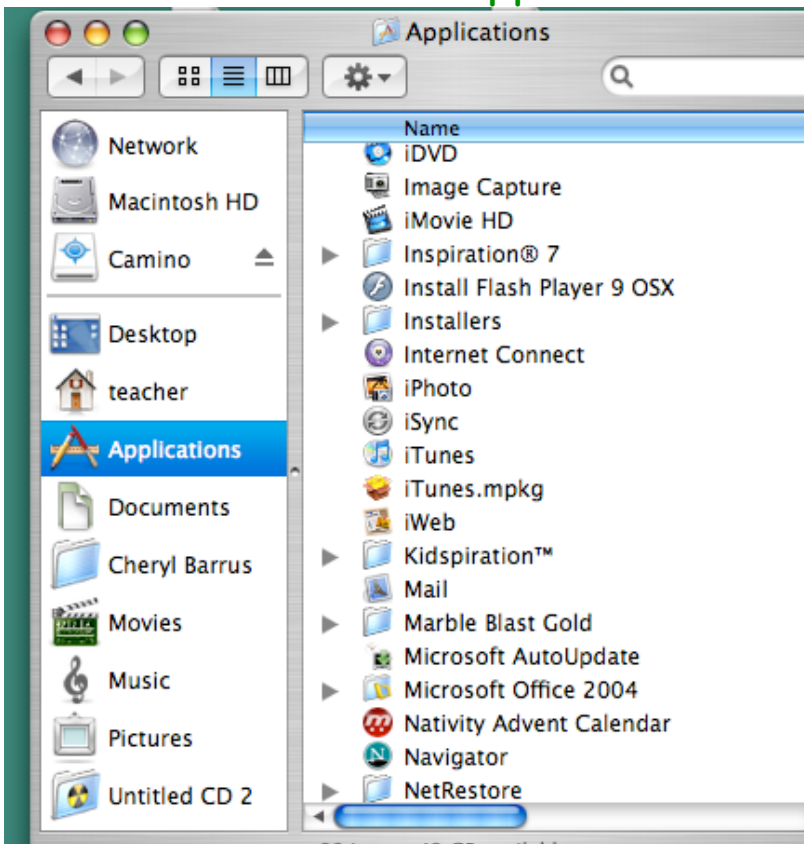 Applications
Network
Macintosh HD
Camino
Desktop
teacher
Applications
Documents
Cheryl Barrus
Movies
Music
Pictures
Untitled CD 2
Name
iDVD
Image Capture
iMovie HD
Inspiration® 7
Install Flash Player 9 OSX
Installers
Internet Connect
iPhoto
iSync
iTunes
iTunes.mpkg
iWeb
Kidspiration™
Mail
Marble Blast Gold
Microsoft AutoUpdate
Microsoft Office 2004
Nativity Advent Calendar
Navigator
NetRestore